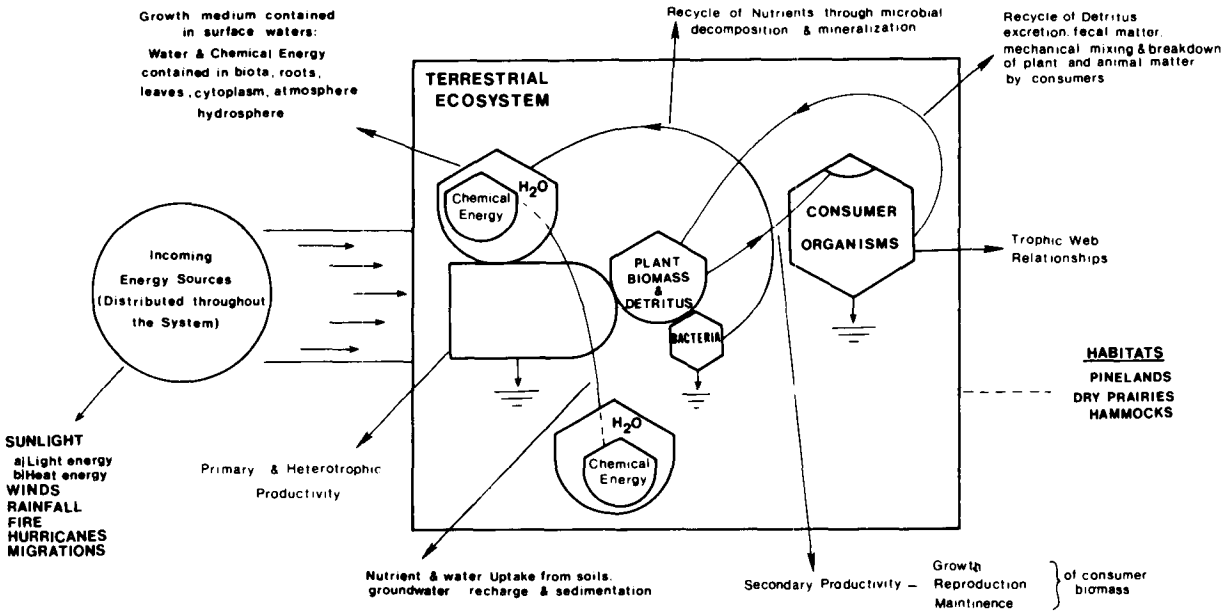 Growth medium contained
in surface waters:
Water & Chemical Energy
contained in biota, roots,
leaves, cytoplasm, atmosphere
hydrosphere
Recycle of Nutrients through microbial
decomposition & mineralization
Recycle of Detritus
excretion. fecal matter.
mechanical mixing & breakdown
of plant and animal matter
by consumers
TERRESTRIAL
ECOSYSTEM
H2O
Chemical
Energy
Incoming
Energy Sources
(Distributed throughout
the System)
PLANT
BIOMASS
&
DETRITUS
BACTERIA
CONSUMER
ORGANISMS
Trophic Web
Relationships
HABITATS
PINELANDS
DRY PRAIRIES
HAMMOCKS
H2O
Chemical
Energy
SUNLIGHT
a) Light energy
b) Heat energy
WINDS
RAINFALL
FIRE
HURRICANES
MIGRATIONS
Primary & Heterotrophic
Productivity
Nutrient & water Uptake from soils.
groundwater recharge & sedimentation
Secondary Productivity – Growth
Reproduction
Maintinence
of consumer
biomass